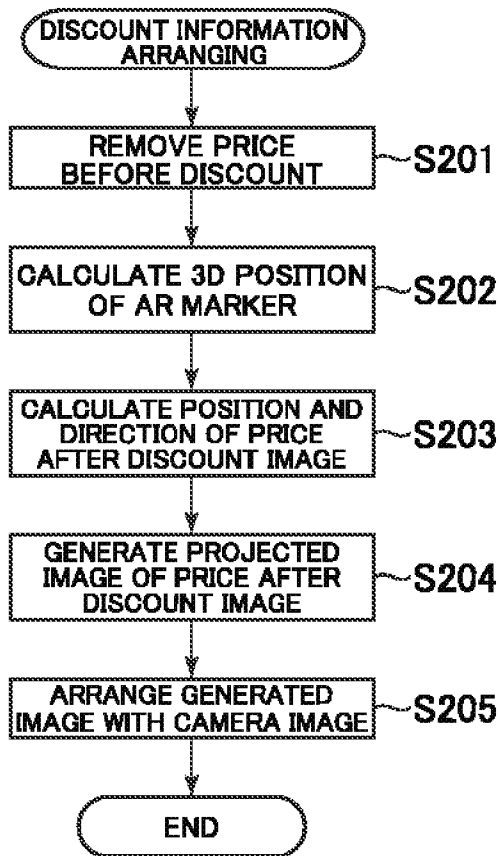 DISCOUNT INFORMATION
ARRANGING
REMOVE PRICE
BEFORE DISCOUNT
S201
CALCULATE 3D POSITION
OF AR MARKER
S202
CALCULATE POSITION AND
DIRECTION OF PRICE
AFTER DISCOUNT IMAGE
S203
GENERATE PROJECTED
IMAGE OF PRICE AFTER
DISCOUNT IMAGE
S204
ARRANGE GENERATED
IMAGE WITH CAMERA IMAGE
S205
END